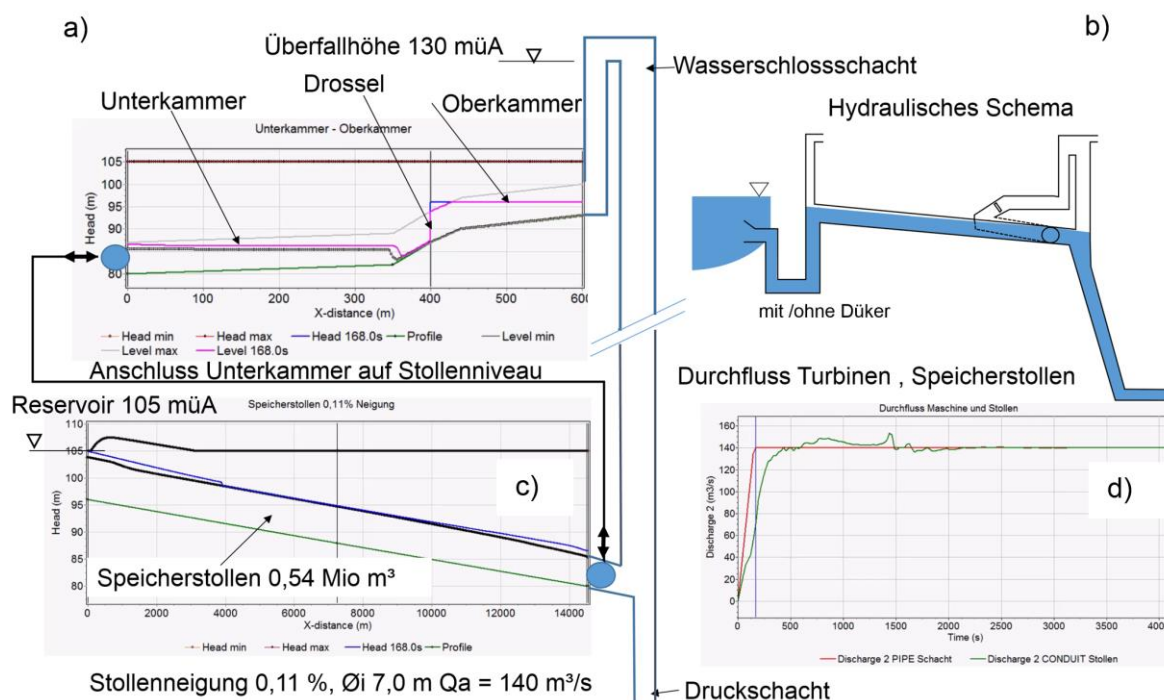 a)
Überfallhöhe 130 müA
Drossel
Unterkammer
Oberkammer
Wasserschlossschacht
Unterkammer - Oberkammer
Head (m)
105
100
95
90
85
80
0
100
200
300
400
500
600
X-distance (m)
Head min
Head max
Head 168.0s
Profile
Level min
Level max
Level 168.0s
Anschluss Unterkammer auf Stollenniveau
b)
Hydraulisches Schema
mit /ohne Düker
Reservoir 105 müA
Speicherstollen 0,11% Neigung
c)
Head (m)
110
105
100
95
90
85
80
Speicherstollen 0,54 Mio m³
0
2000
4000
6000
8000
10000
12000
14000
X-distance (m)
Head min
Head max
Head 168.0s
Profile
Stollenneigung 0,11 %, Øi 7,0 m Qa = 140 m³/s
Druckschacht
Durchfluss Turbinen , Speicherstollen
Durchfluss Maschine und Stollen
d)
Discharge 2 (m3/s)
160
140
120
100
80
60
40
20
0
0
500
1000
1500
2000
2500
3000
3500
400
Time (s)
Discharge 2 PIPE Schacht
Discharge 2 CONDUIT Stollen